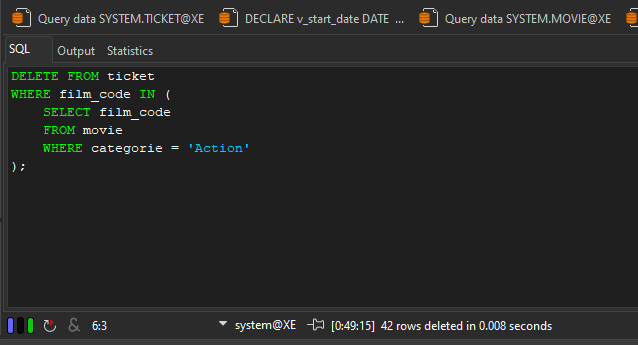 Query data SYSTEM.TICKET@XE DECLARE v_start_date DATE ... Query data SYSTEM.MOVIE@XE
SQL Output Statistics
DELETE FROM ticket
WHERE film_code IN (
    SELECT film_code
    FROM movie
    WHERE categorie = 'Action'
);
& 6:3 system@XE [0:49:15] 42 rows deleted in 0.008 seconds